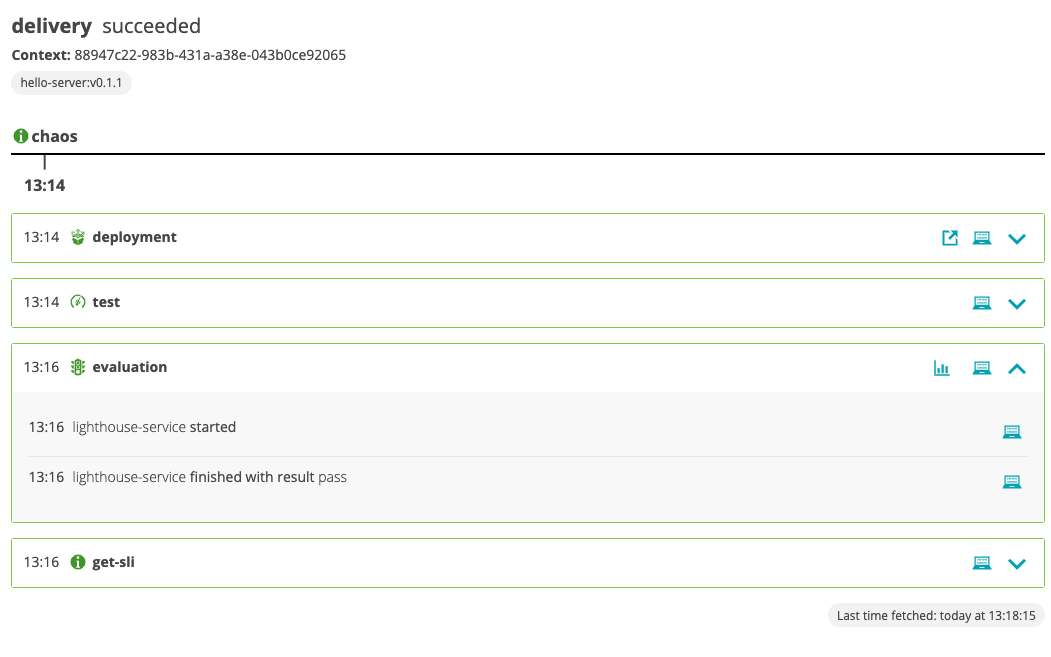 delivery succeeded
Context: 88947c22-983b-431a-a38e-043b0ce92065
hello-server:v0.1.1
chaos
13:14
13:14 deployment
13:14 test
13:16 evaluation
13:16 lighthouse-service started
13:16 lighthouse-service finished with result pass
13:16 get-sli
Last time fetched: today at 13:18:15